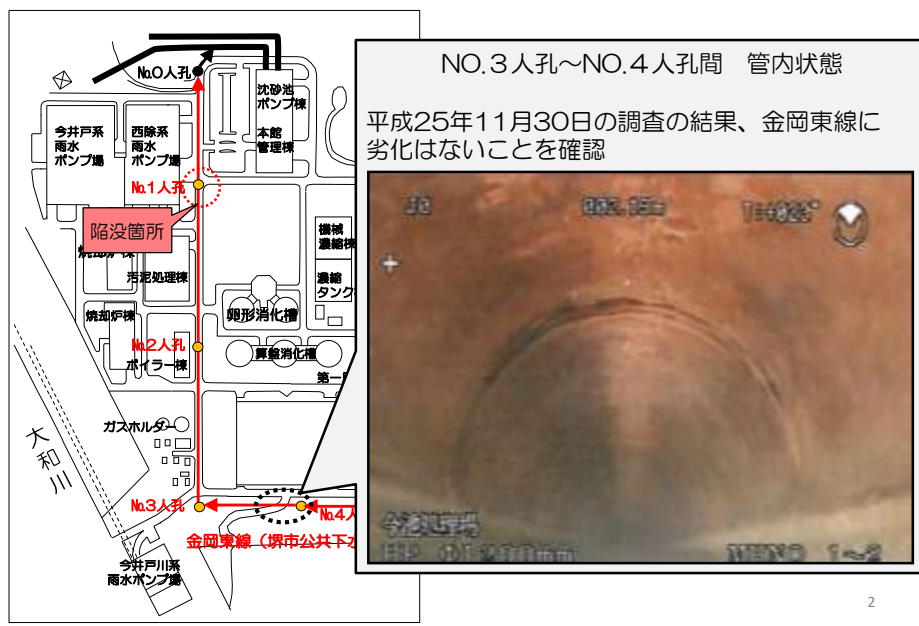 NO.3人孔～NO.4人孔間　管内状態
平成25年11月30日の調査の結果、金岡東線に
劣化はないことを確認
No.0人孔
沈砂池
ポンプ棟
本館
管理棟
今井戸系
雨水
ポンプ場
西除系
雨水
ポンプ場
No.1人孔
陥没箇所
焼却炉棟
汚泥処理棟
機械
濃縮棟
濃縮
タンク
焼却炉棟
卵形消化槽
No.2人孔
算盤消化槽
ボイラー棟
第一
ガスホルダー
大和川
No.3人孔
No.4人
金岡東線（堺市公共下水
今井戸川系
雨水ポンプ場
2